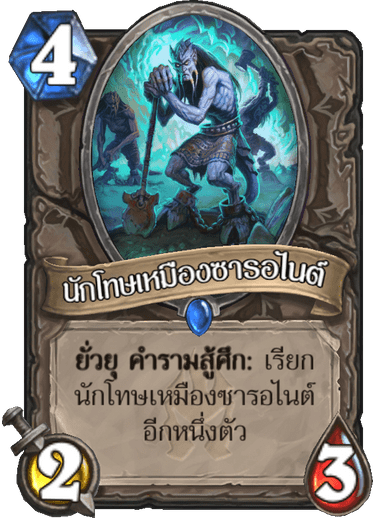 4
นักโทษเหมืองซารอไนต์
ยั่วยุ คำรามสู้ศึก: เรียก
นักโทษเหมืองซารอไนต์
อีกหนึ่งตัว
2
3